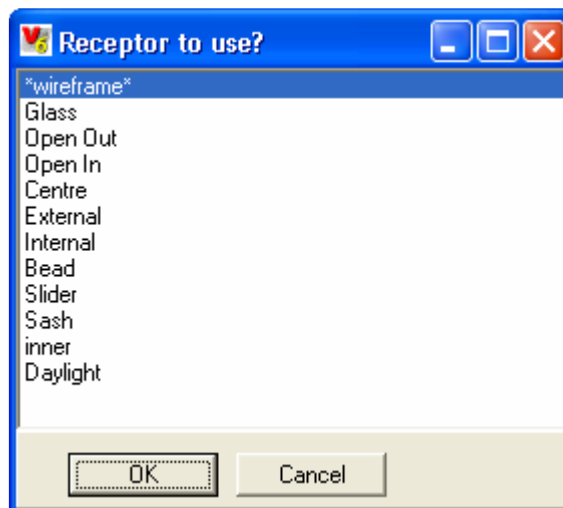 Receptor to use?
*wireframe*
Glass
Open Out
Open In
Centre
External
Internal
Bead
Slider
Sash
inner
Daylight
OK
Cancel